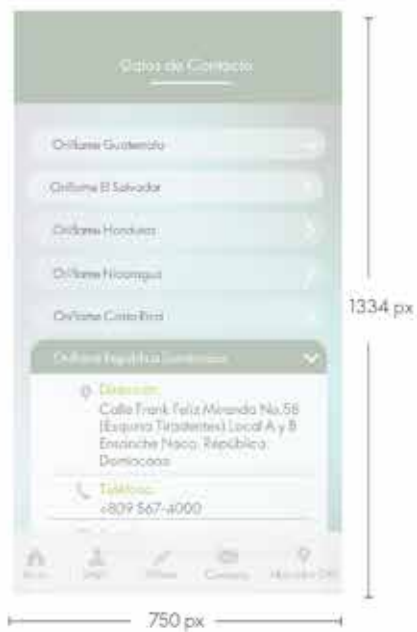 Datos de Contacto
Oriflame Guatemala
Oriflame El Salvador
Oriflame Honduras
Oriflame Nicaragua
Oriflame Costa Rica
Oriflame República Dominicana
Dirección:
Calle Frank Feliz Miranda No.58
(Esquina Tiradentes) Local A y B
Ensanche Naco, República
Dominicana
Teléfono:
+809 567-4000
1334 px
750 px